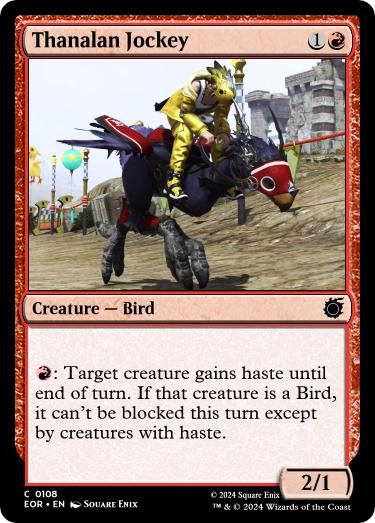 Thanalan Jockey 1
Creature — Bird
: Target creature gains haste until
end of turn. If that creature is a Bird,
it can't be blocked this turn except
by creatures with haste.
2/1
C 0108
EOR • EN SQUARE ENIX
© 2024 Square Enix
™ & © 2024 Wizards of the Coast